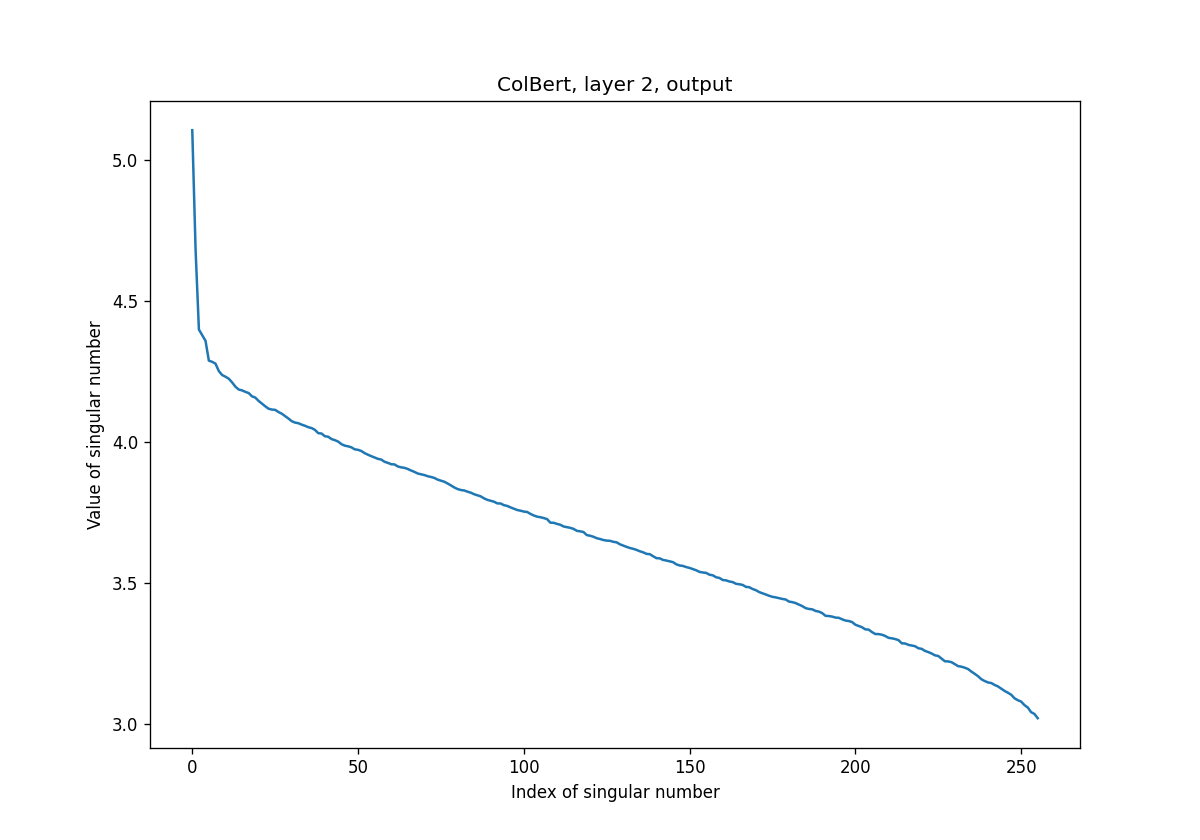 ColBert, layer 2, output
Value of singular number
5.0
4.5
4.0
3.5
3.0
0 50 100 150 200 250
Index of singular number